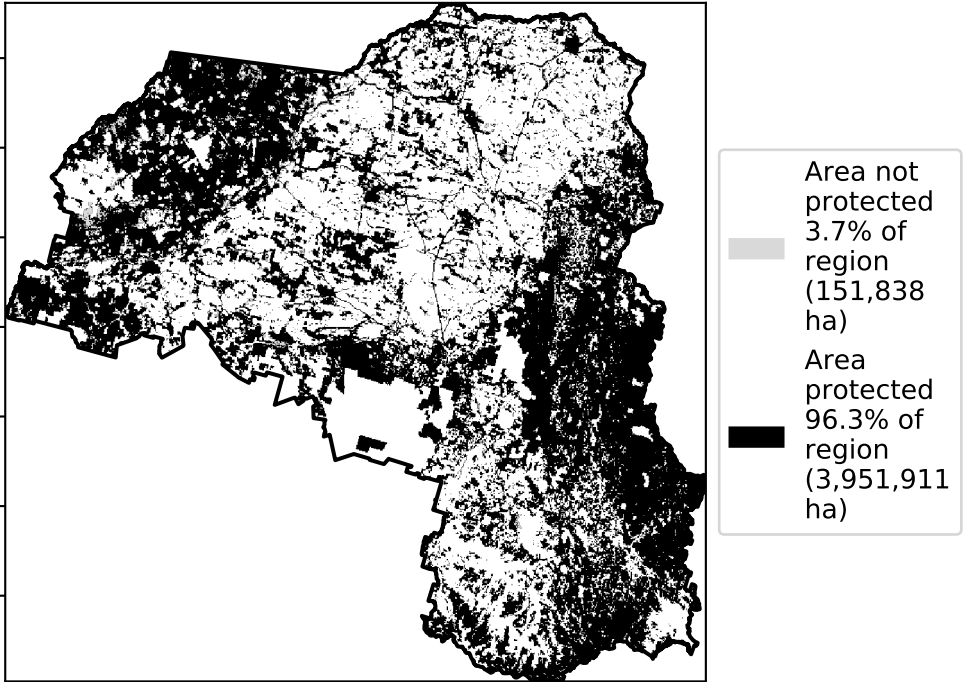 Area not
protected
3.7% of
region
(151,838
ha)
Area
protected
96.3% of
region
(3,951,911
ha)